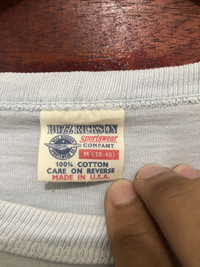 BUZZ RICKSON
Sportswear
COMPANY
M (38-40)
100% COTTON
CARE ON REVERSE
MADE IN U.S.A.